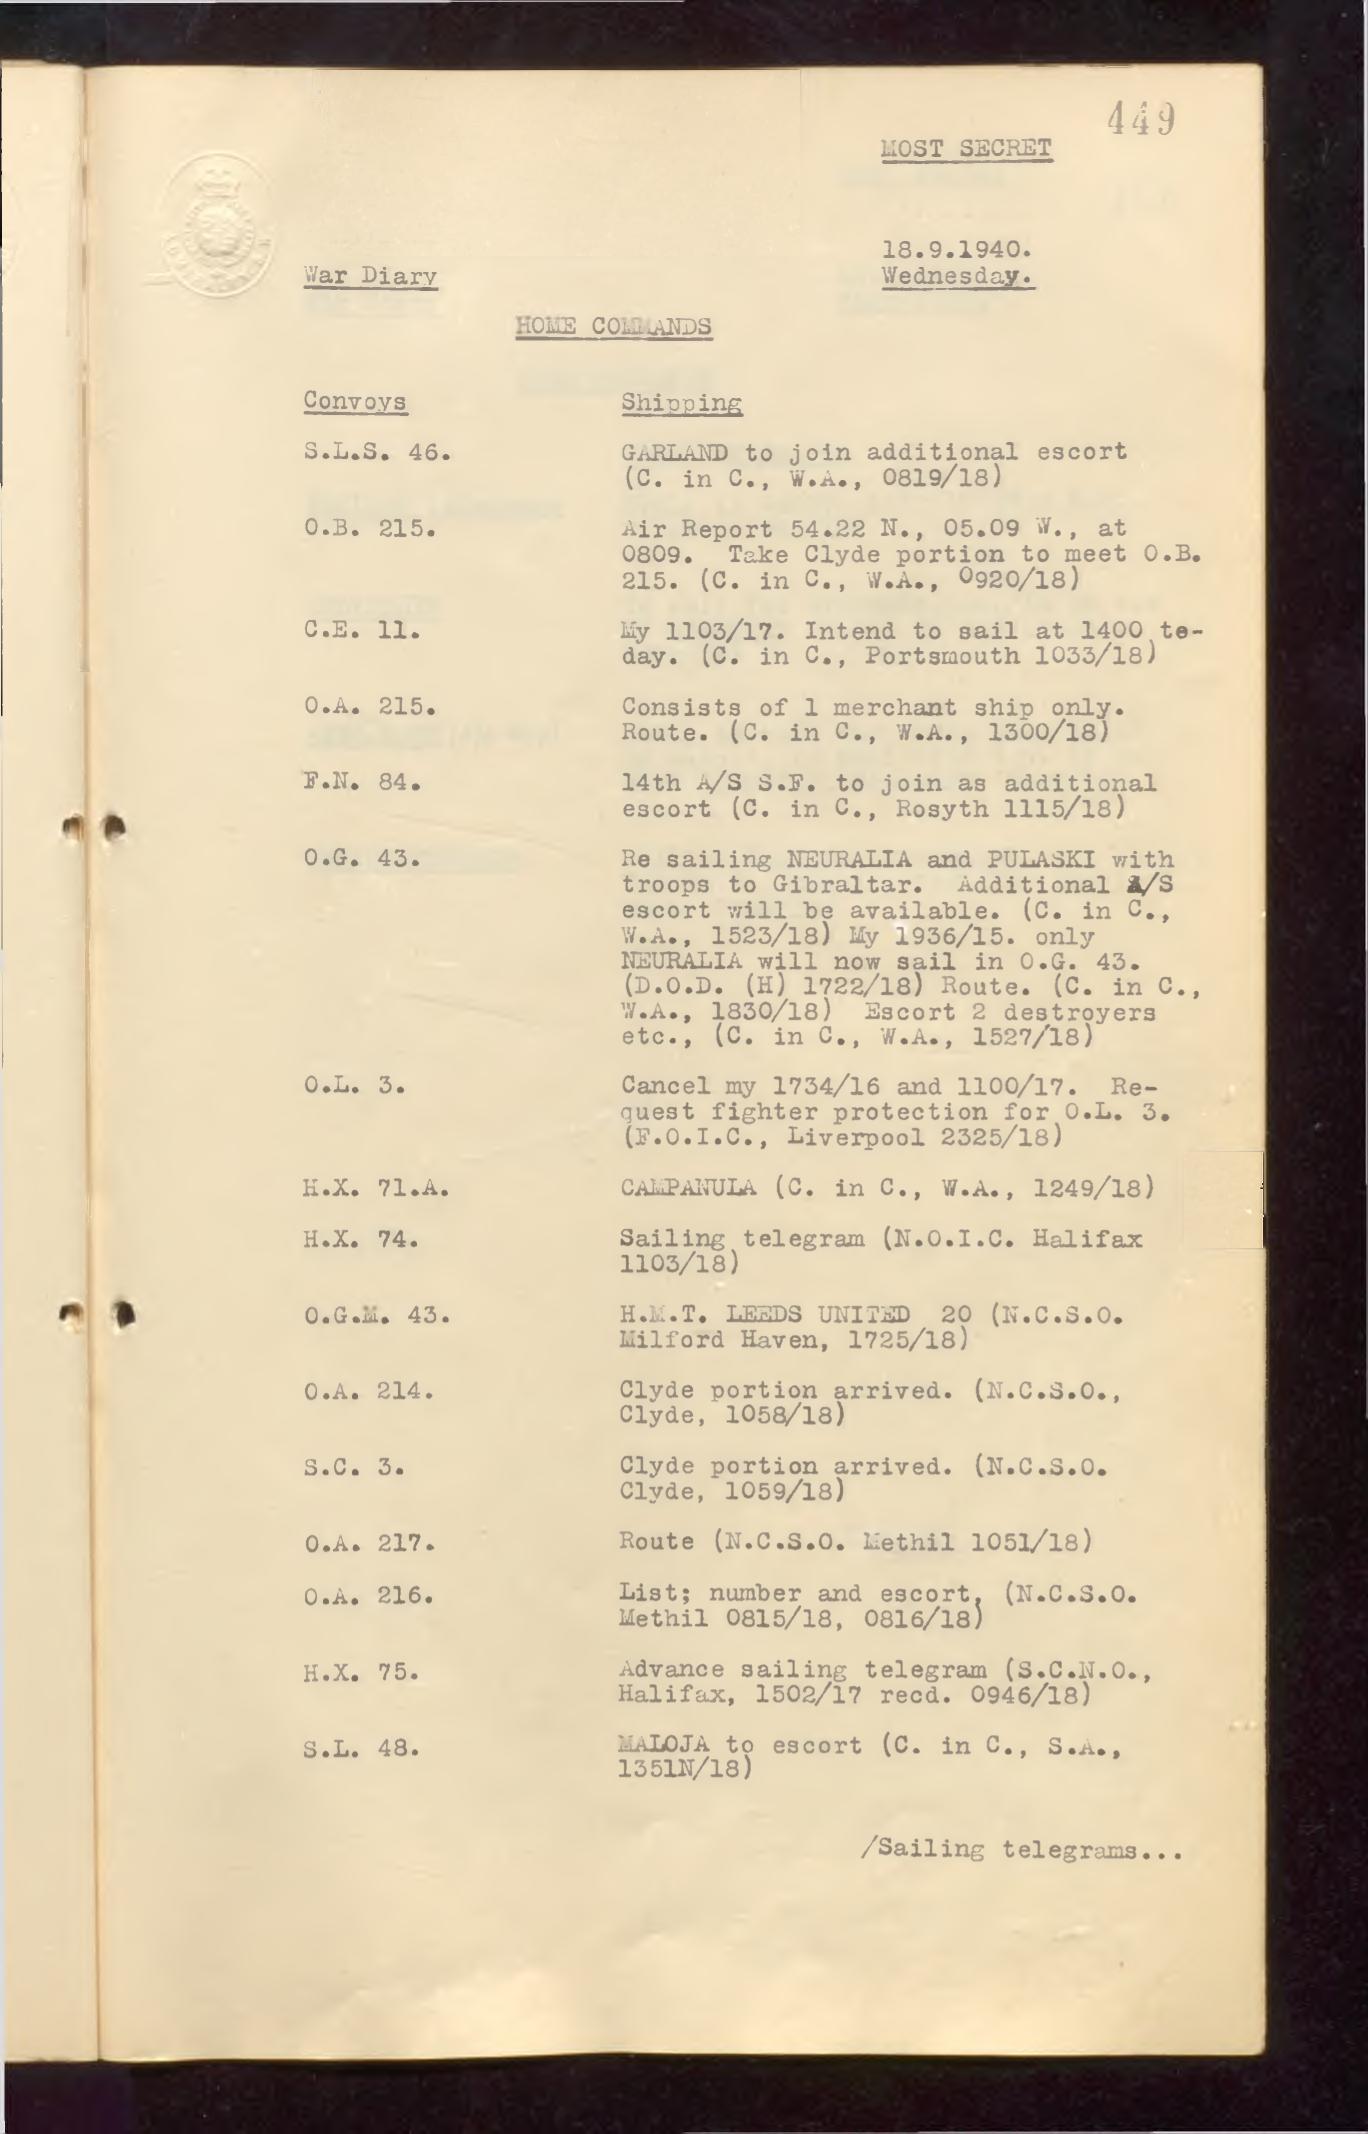 449
MOST SECRET
18.9.1940.
War Diary
Wednesday.
HOME COMMANDS
Convoys
Shipping
S.L.S. 46.
GARLAND to join additional escort
(C. in C., W.A., 0819/18)
O.B. 215.
Air Report 54.22 N., 05.09 W., at
0809. Take Clyde portion to meet O.B.
215. (C. in C., W.A., 0920/18)
C.E. 11.
My 1103/17. Intend to sail at 1400 te-
day. (C. in C., Portsmouth 1033/18)
O.A. 215.
Consists of 1 merchant ship only.
Route. (C. in C., W.A., 1300/18)
F.N. 84.
14th A/S S.F. to join as additional
escort (C. in C., Rosyth 1115/18)
O.G. 43.
Re sailing NEURALIA and PULASKI with
troops to Gibraltar. Additional A/S
escort will be available. (C. in C.,
W.A., 1523/18) My 1936/15. only
NEURALIA will now sail in O.G. 43.
(D.O.D. (H) 1722/18) Route. (C. in C.,
W.A., 1830/18) Escort 2 destroyers
etc., (C. in C., W.A., 1527/18)
O.L. 3.
Cancel my 1734/16 and 1100/17. Re-
quest fighter protection for O.L. 3.
(F.O.I.C., Liverpool 2325/18)
H.X. 71.A.
CAMPANULA (C. in C., W.A., 1249/18)
H.X. 74.
Sailing telegram (N.O.I.C. Halifax
1103/18)
O.G.M. 43.
H.M.T. LEEDS UNITED 20 (N.C.S.O.
Milford Haven, 1725/18)
O.A. 214.
Clyde portion arrived. (N.C.S.O.,
Clyde, 1058/18)
S.C. 3.
Clyde portion arrived. (N.C.S.O.
Clyde, 1059/18)
O.A. 217.
Route (N.C.S.O. Methil 1051/18)
O.A. 216.
List; number and escort, (N.C.S.O.
Methil 0815/18, 0816/18)
H.X. 75.
Advance sailing telegram (S.C.N.O.,
Halifax, 1502/17 recd. 0946/18)
S.L. 48.
MALOJA to escort (C. in C., S.A.,
1351N/18)
/Sailing telegrams...